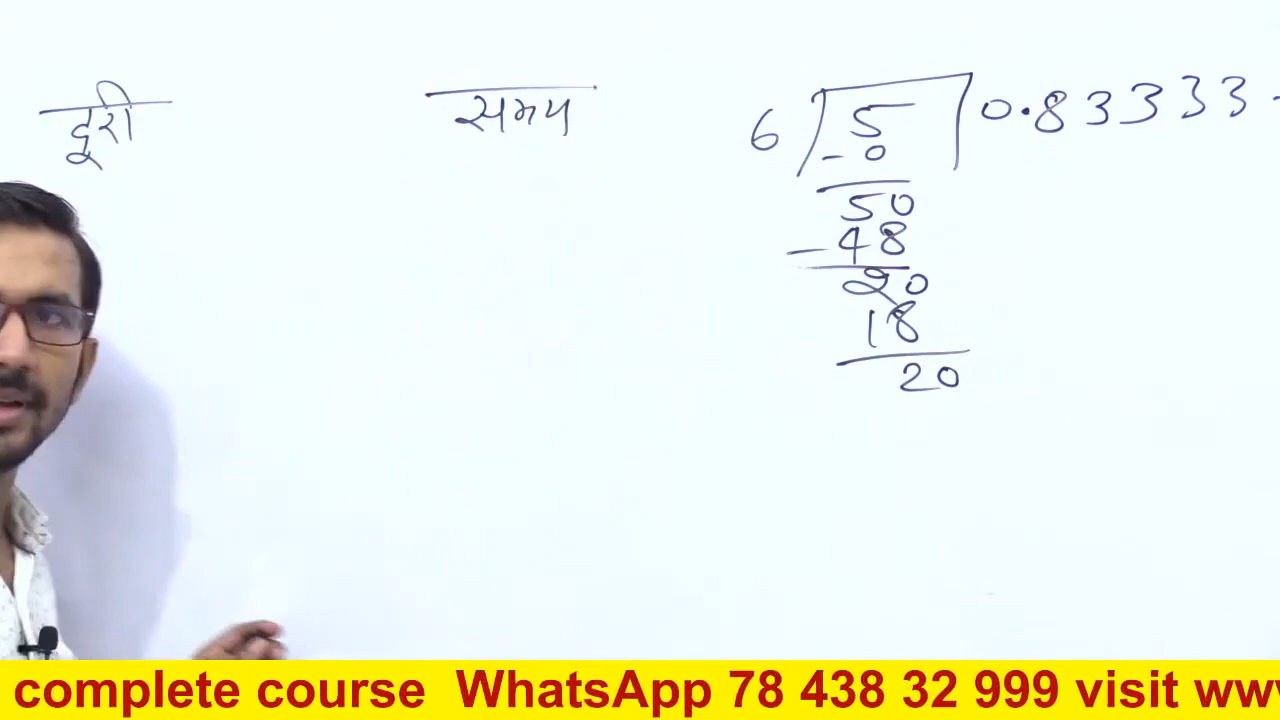 दूरी समय
6 5 0.83333
- 0
50
- 48
20
18
20
complete course WhatsApp 78 438 32 999 visit www